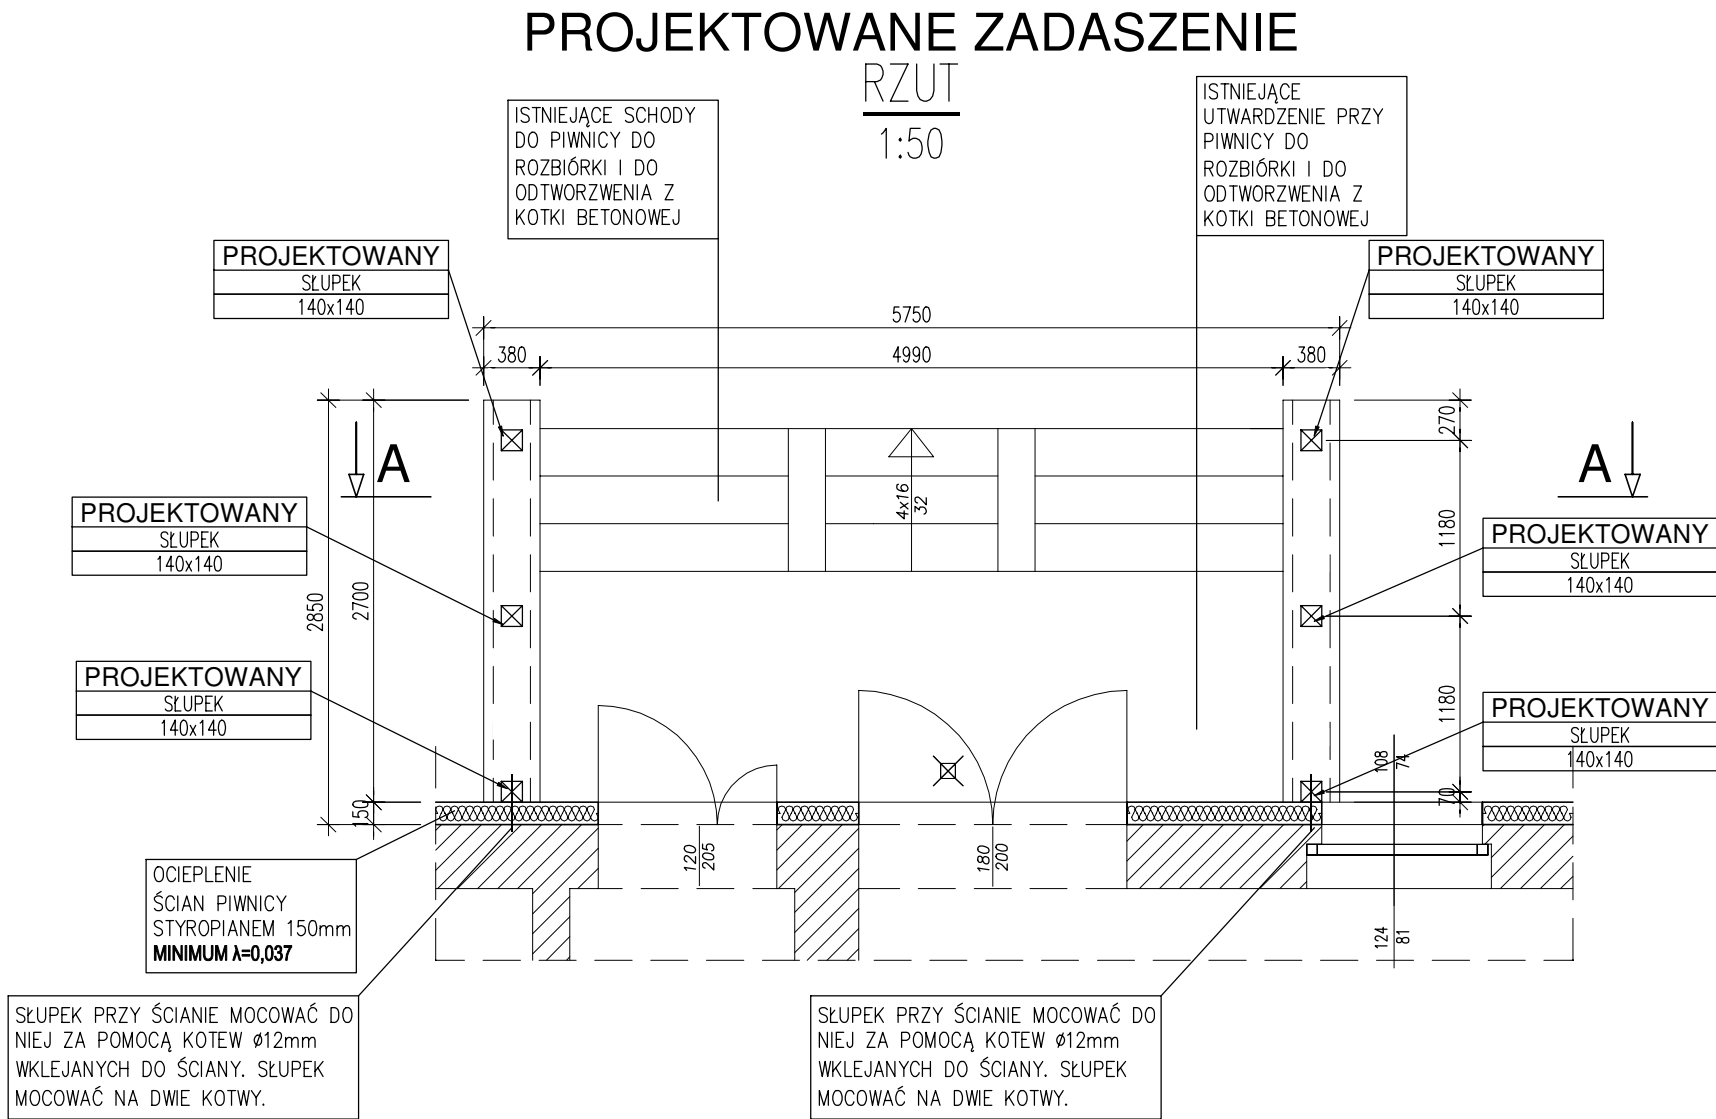 PROJEKTOWANE ZADASZENIE
RZUT
1:50
ISTNIEJĄCE SCHODY
DO PIWNICY DO
ROZBIÓRKI I DO
ODTWORZWENIA Z
KOTKI BETONOWEJ
ISTNIEJĄCE
UTWARDZENIE PRZY
PIWNICY DO
ROZBIÓRKI I DO
ODTWORZWENIA Z
KOTKI BETONOWEJ
PROJEKTOWANY
SŁUPEK
140x140
PROJEKTOWANY
SŁUPEK
140x140
5750
380
4990
380
270
A
A
4x16
32
1180
PROJEKTOWANY
SŁUPEK
140x140
PROJEKTOWANY
SŁUPEK
140x140
2850
2700
PROJEKTOWANY
SŁUPEK
140x140
1180
PROJEKTOWANY
SŁUPEK
140x140
108
74
70
150
120
205
180
200
124
81
OCIEPLENIE
ŚCIAN PIWNICY
STYROPIANEM 150mm
MINIMUM λ=0,037
SŁUPEK PRZY ŚCIANIE MOCOWAĆ DO
NIEJ ZA POMOCĄ KOTEW ø12mm
WKLEJANYCH DO ŚCIANY. SŁUPEK
MOCOWAĆ NA DWIE KOTWY.
SŁUPEK PRZY ŚCIANIE MOCOWAĆ DO
NIEJ ZA POMOCĄ KOTEW ø12mm
WKLEJANYCH DO ŚCIANY. SŁUPEK
MOCOWAĆ NA DWIE KOTWY.